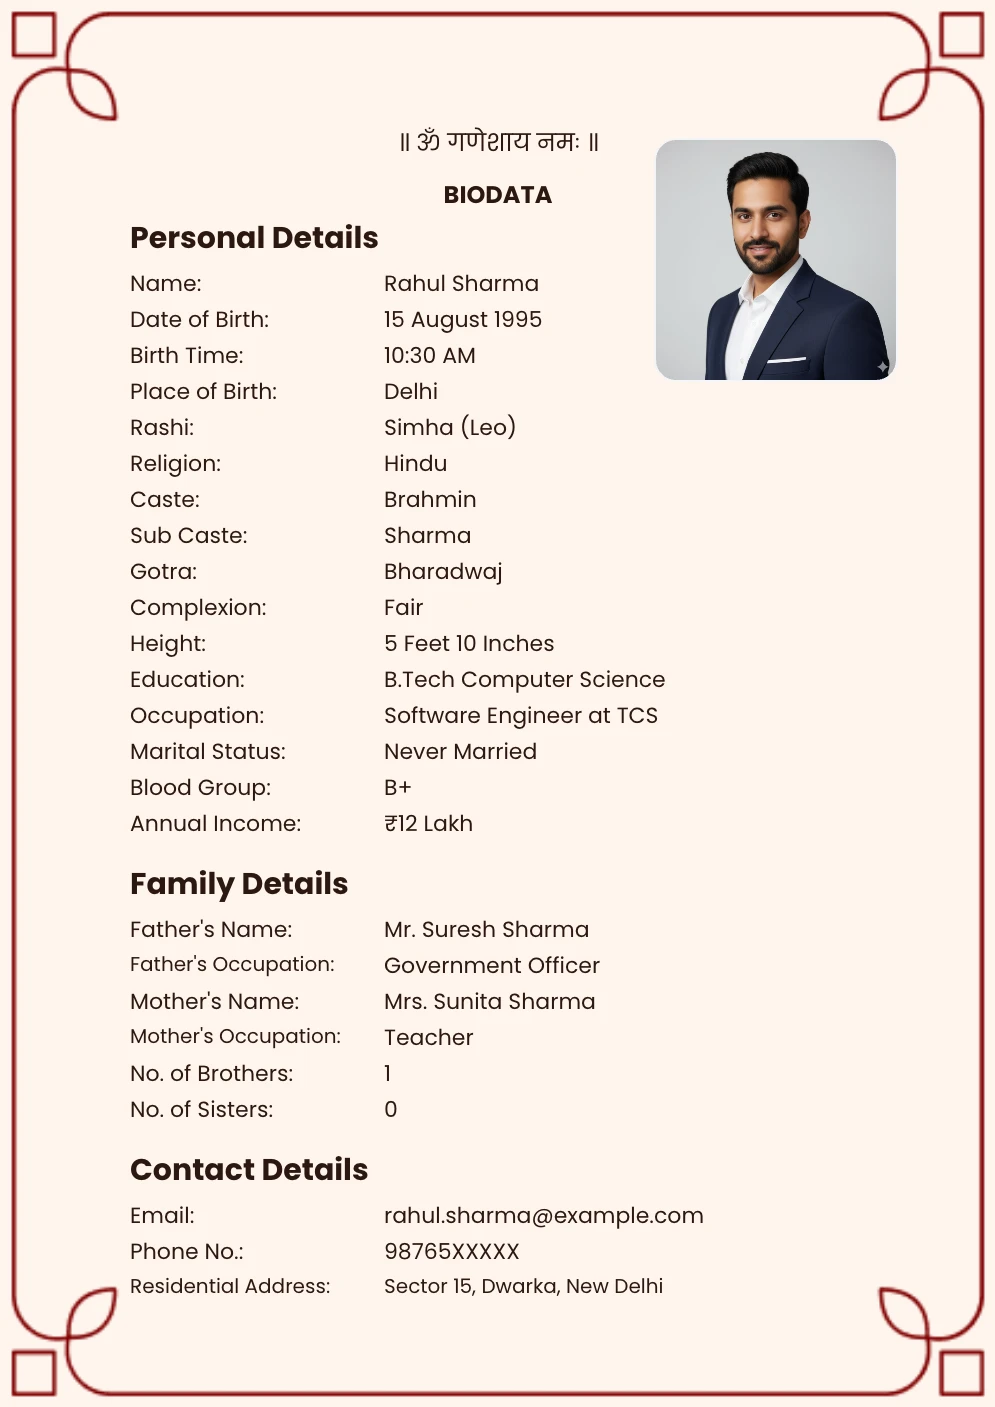 ॥ ॐ गणेशाय नमः ॥
BIODATA
Personal Details
Name: Rahul Sharma
Date of Birth: 15 August 1995
Birth Time: 10:30 AM
Place of Birth: Delhi
Rashi: Simha (Leo)
Religion: Hindu
Caste: Brahmin
Sub Caste: Sharma
Gotra: Bharadwaj
Complexion: Fair
Height: 5 Feet 10 Inches
Education: B.Tech Computer Science
Occupation: Software Engineer at TCS
Marital Status: Never Married
Blood Group: B+
Annual Income: ₹12 Lakh
Family Details
Father's Name: Mr. Suresh Sharma
Father's Occupation: Government Officer
Mother's Name: Mrs. Sunita Sharma
Mother's Occupation: Teacher
No. of Brothers: 1
No. of Sisters: 0
Contact Details
Email: rahul.sharma@example.com
Phone No.: 98765XXXXX
Residential Address: Sector 15, Dwarka, New Delhi